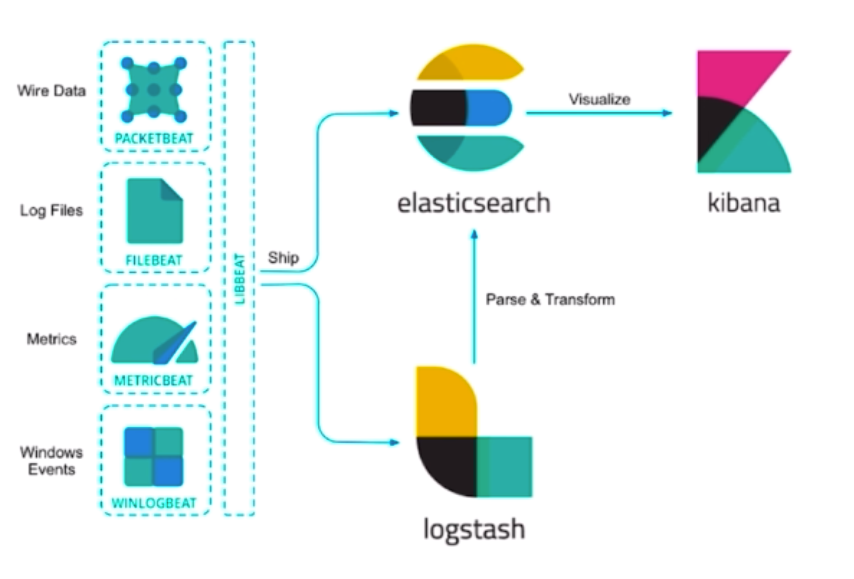 Wire Data
PACKETBEAT
Log Files
FILEBEAT
Metrics
METRICBEAT
Windows
Events
WINLOGBEAT
LIBBEAT
Ship
elasticsearch
Visualize
kibana
Parse & Transform
logstash